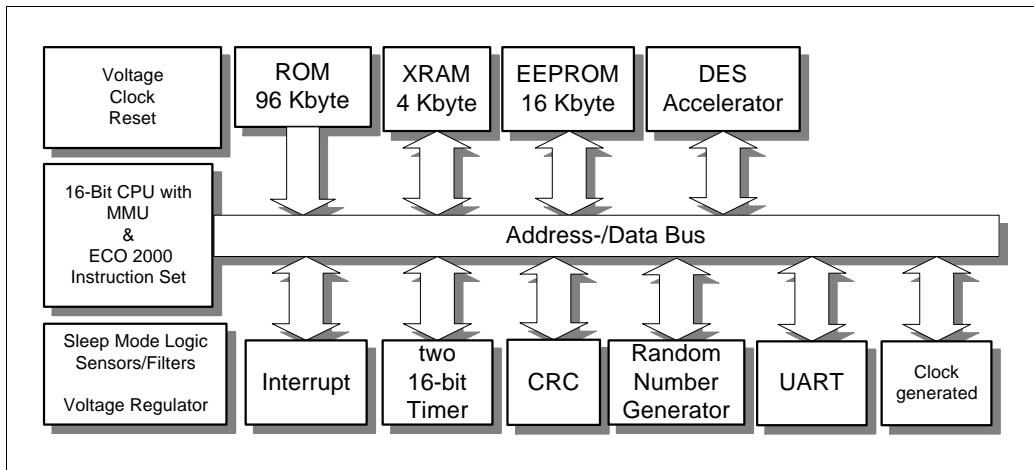 Voltage
Clock
Reset
ROM
96 Kbyte
XRAM
4 Kbyte
EEPROM
16 Kbyte
DES
Accelerator
16-Bit CPU with
MMU
&
ECO 2000
Instruction Set
Address-/Data Bus
Sleep Mode Logic
Sensors/Filters
Voltage Regulator
Interrupt
two
16-bit
Timer
CRC
Random
Number
Generator
UART
Clock
generated